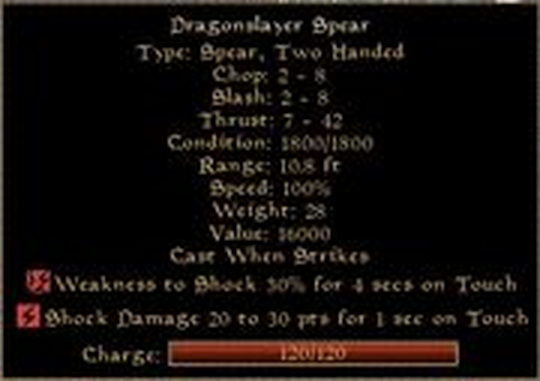 Dragonslayer Spear
Type: Spear, Two Handed
Chop: 2 - 8
Slash: 2 - 8
Thrust: 7 - 42
Condition: 1800/1800
Range: 10.8 ft
Speed: 100%
Weight: 28
Value: 16000
Cast When Strikes
Weakness to Shock 30% for 4 secs on Touch
Shock Damage 20 to 30 pts for 1 sec on Touch
Charge: 120/120